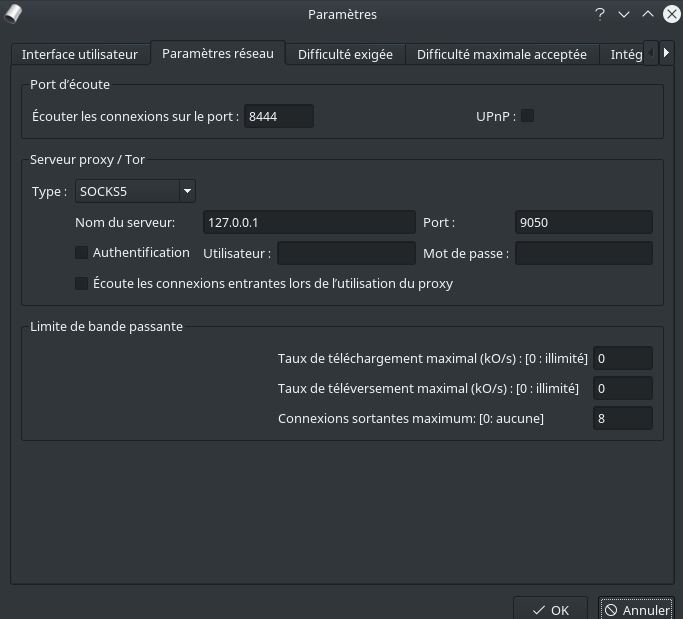 Paramètres
Interface utilisateur Paramètres réseau Difficulté exigée Difficulté maximale acceptée Intég
Port d’écoute
Écouter les connexions sur le port : 8444 UPnP :
Serveur proxy / Tor
Type : SOCKS5
Nom du serveur: 127.0.0.1 Port : 9050
Authentification Utilisateur : Mot de passe :
Écoute les connexions entrantes lors de l’utilisation du proxy
Limite de bande passante
Taux de téléchargement maximal (kO/s) : [0 : illimité] 0
Taux de téléversement maximal (kO/s) : [0 : illimité] 0
Connexions sortantes maximum: [0: aucune] 8
OK Annuler